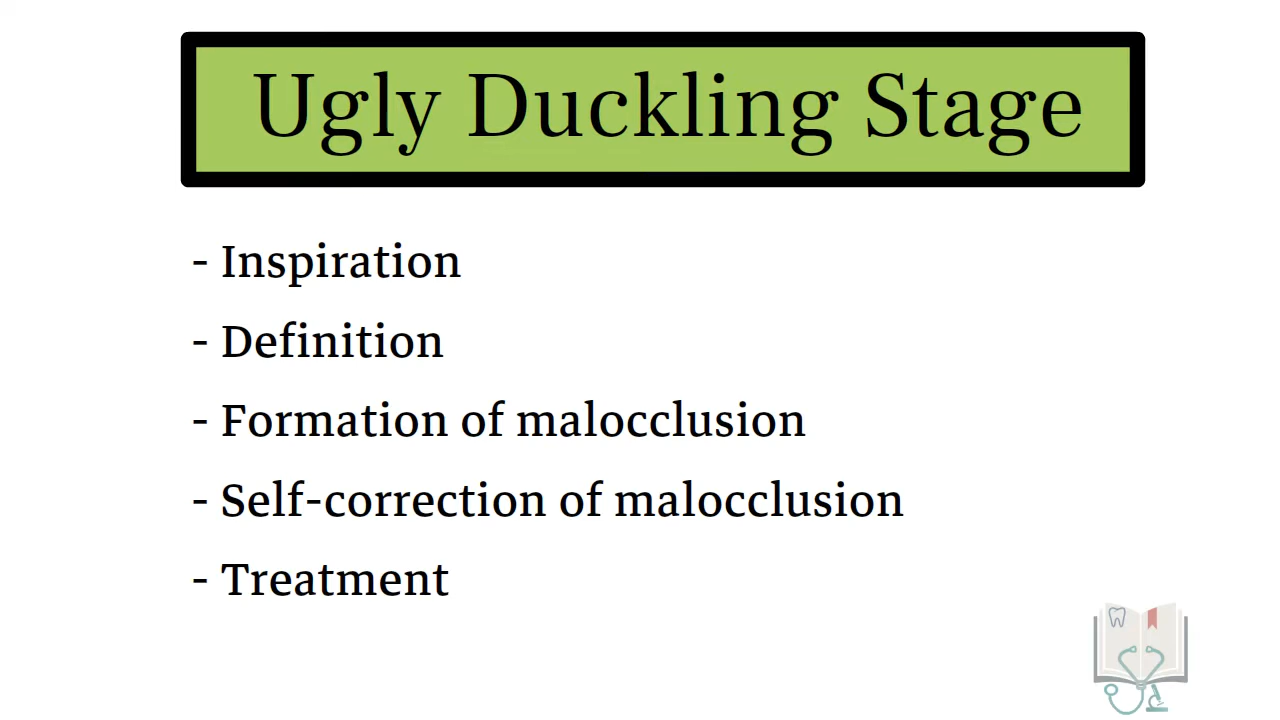 Ugly Duckling Stage
- Inspiration
- Definition
- Formation of malocclusion
- Self-correction of malocclusion
- Treatment